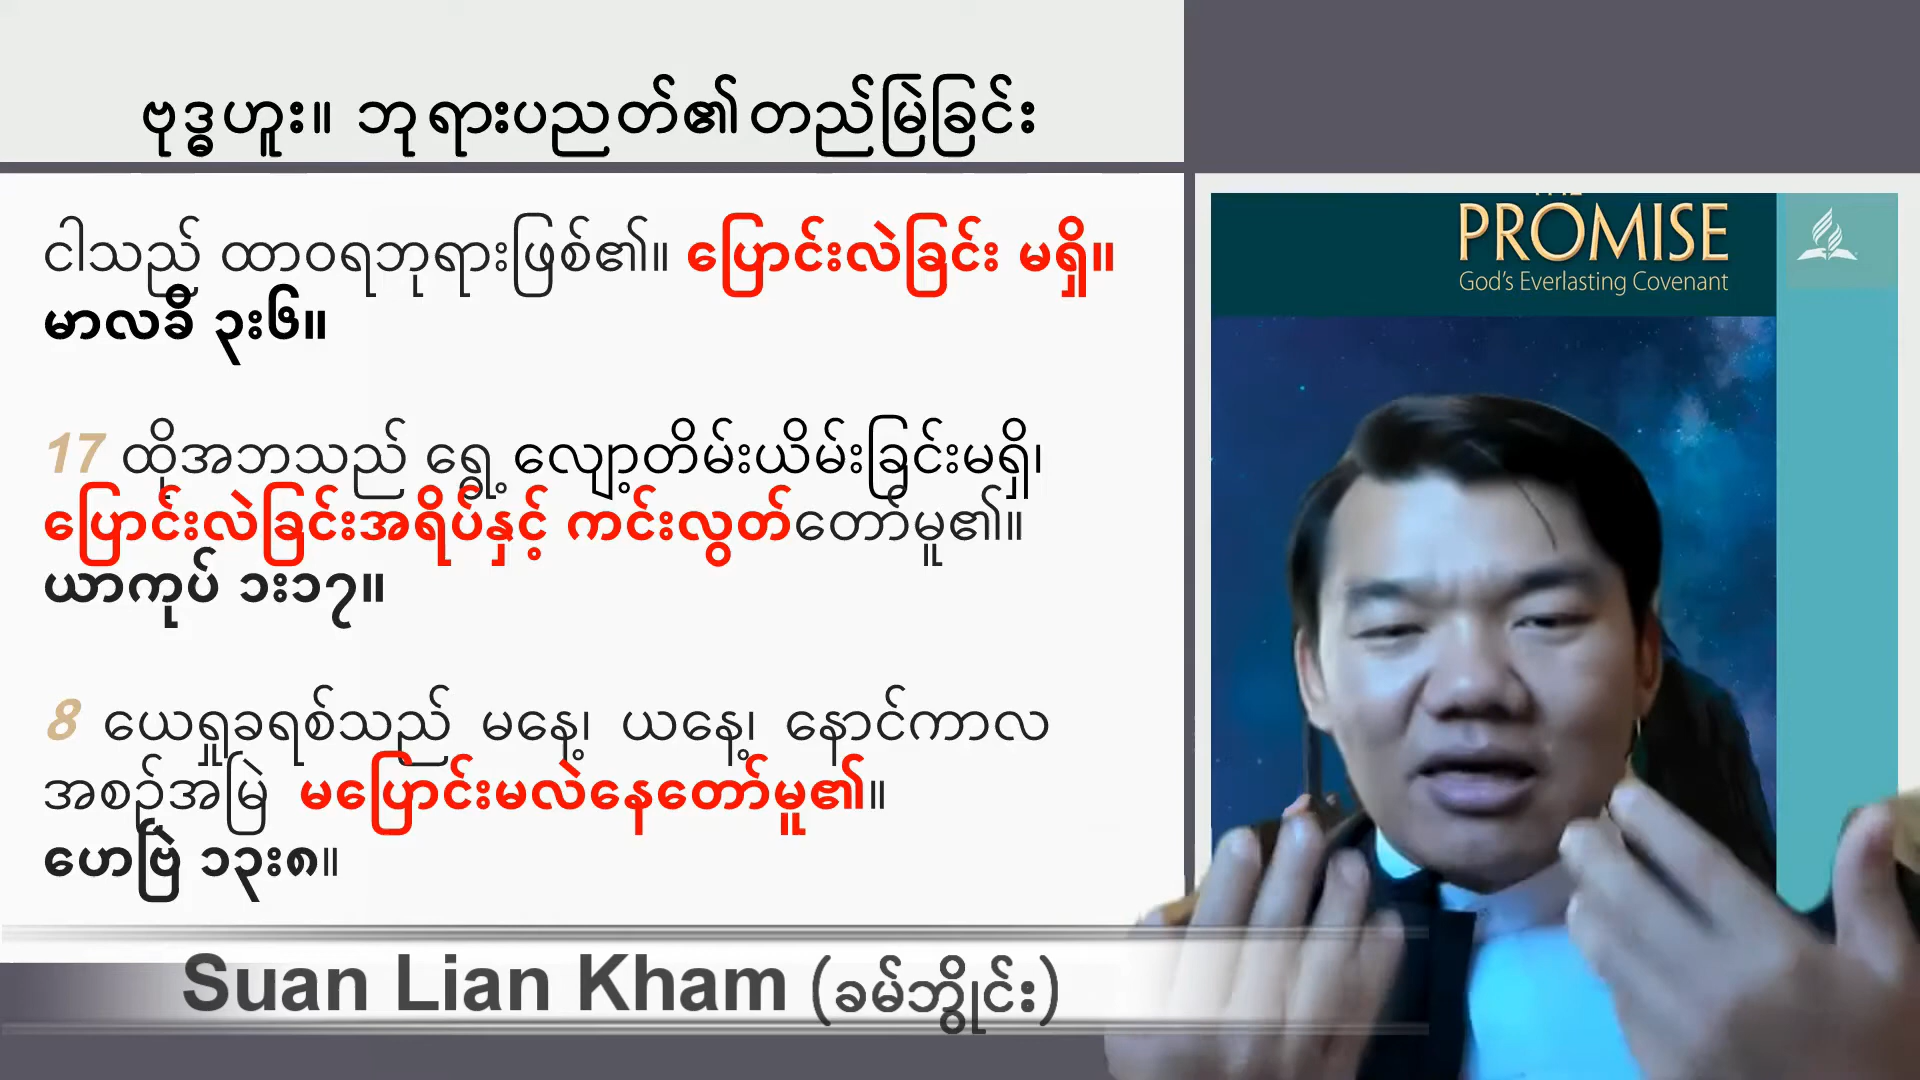 ဗုဒ္ဓဟူး။ ဘုရားပညတ်၏တည်မြဲခြင်း
ငါသည် ထာဝရဘုရားဖြစ်၏။ ပြောင်းလဲခြင်း မရှိ။
မာလခိ ၃း၆။
17 ထိုအဘသည် ရွေ့ လျော့တိမ်းယိမ်းခြင်းမရှိ၊
ပြောင်းလဲခြင်းအရိပ်နှင့် ကင်းလွတ်တော်မူ၏။
ယာကုပ် ၁း၁၇။
8 ယေရှုခရစ်သည် မနေ့၊ ယနေ့၊ နောင်ကာလ
အစဉ်အမြဲ မပြောင်းမလဲနေတော်မူ၏။
ဟေဗြဲ ၁၃း၈။
PROMISE
God's Everlasting Covenant
Suan Lian Kham (ခမ်ဘွိုင်း)